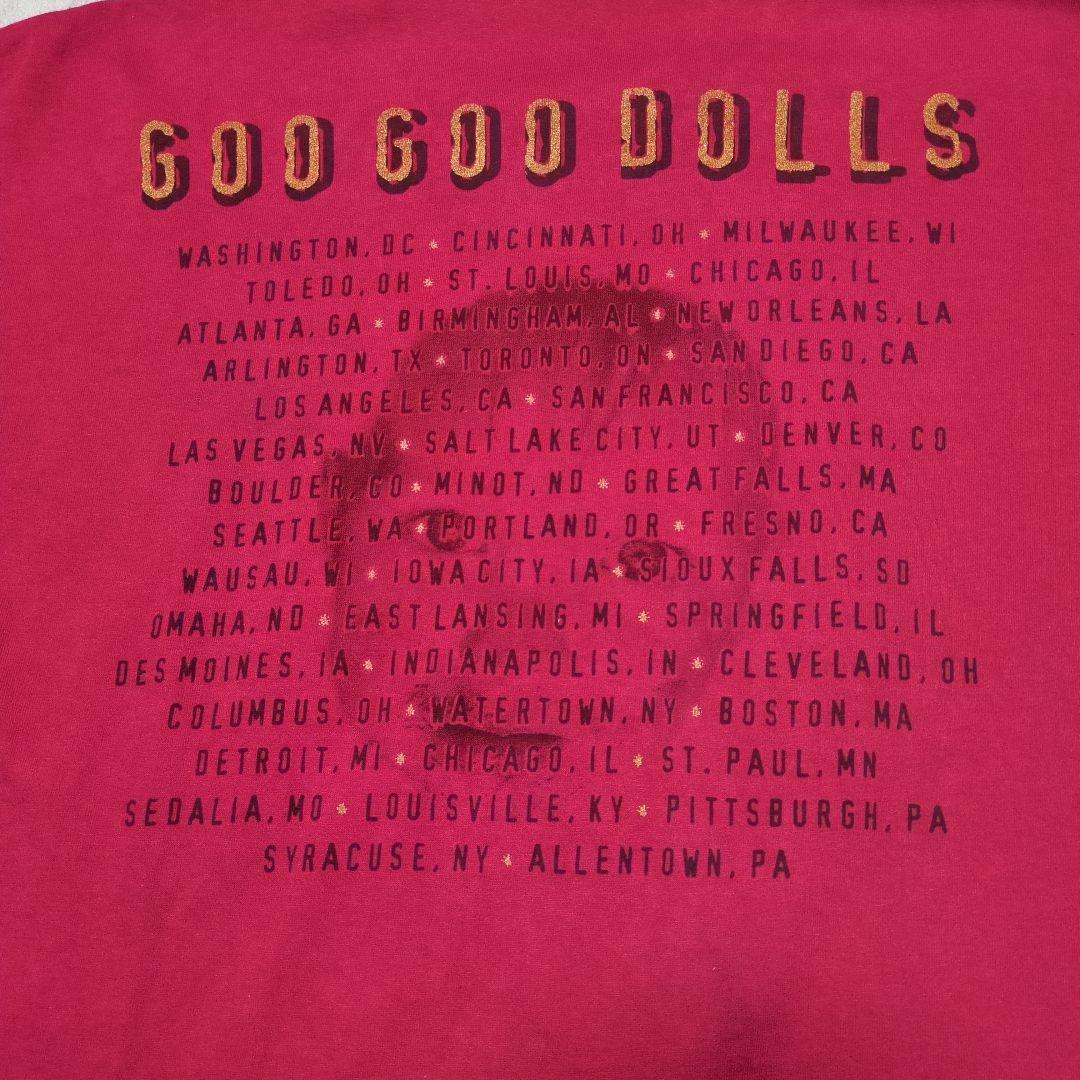 GOO GOO DOLLS
WASHINGTON, DC * CINCINNATI, OH * MILWAUKEE, WI
TOLEDO, OH * ST. LOUIS, MO * CHICAGO, IL
ATLANTA, GA * BIRMINGHAM, AL * NEW ORLEANS, LA
ARLINGTON, TX * TORONTO, ON * SAN DIEGO, CA
LOS ANGELES, CA * SAN FRANCISCO, CA
LAS VEGAS, NV * SALT LAKE CITY, UT * DENVER, CO
BOULDER, CO * MINOT, ND * GREAT FALLS, MA
SEATTLE, WA * PORTLAND, OR * FRESNO, CA
WAUSAU, WI * IOWA CITY, IA * SIOUX FALLS, SD
OMAHA, ND * EAST LANSING, MI * SPRINGFIELD, IL
DES MOINES, IA * INDIANAPOLIS, IN * CLEVELAND, OH
COLUMBUS, OH * WATERTOWN, NY * BOSTON, MA
DETROIT, MI * CHICAGO, IL * ST. PAUL, MN
SEDALIA, MO * LOUISVILLE, KY * PITTSBURGH, PA
SYRACUSE, NY * ALLENTOWN, PA